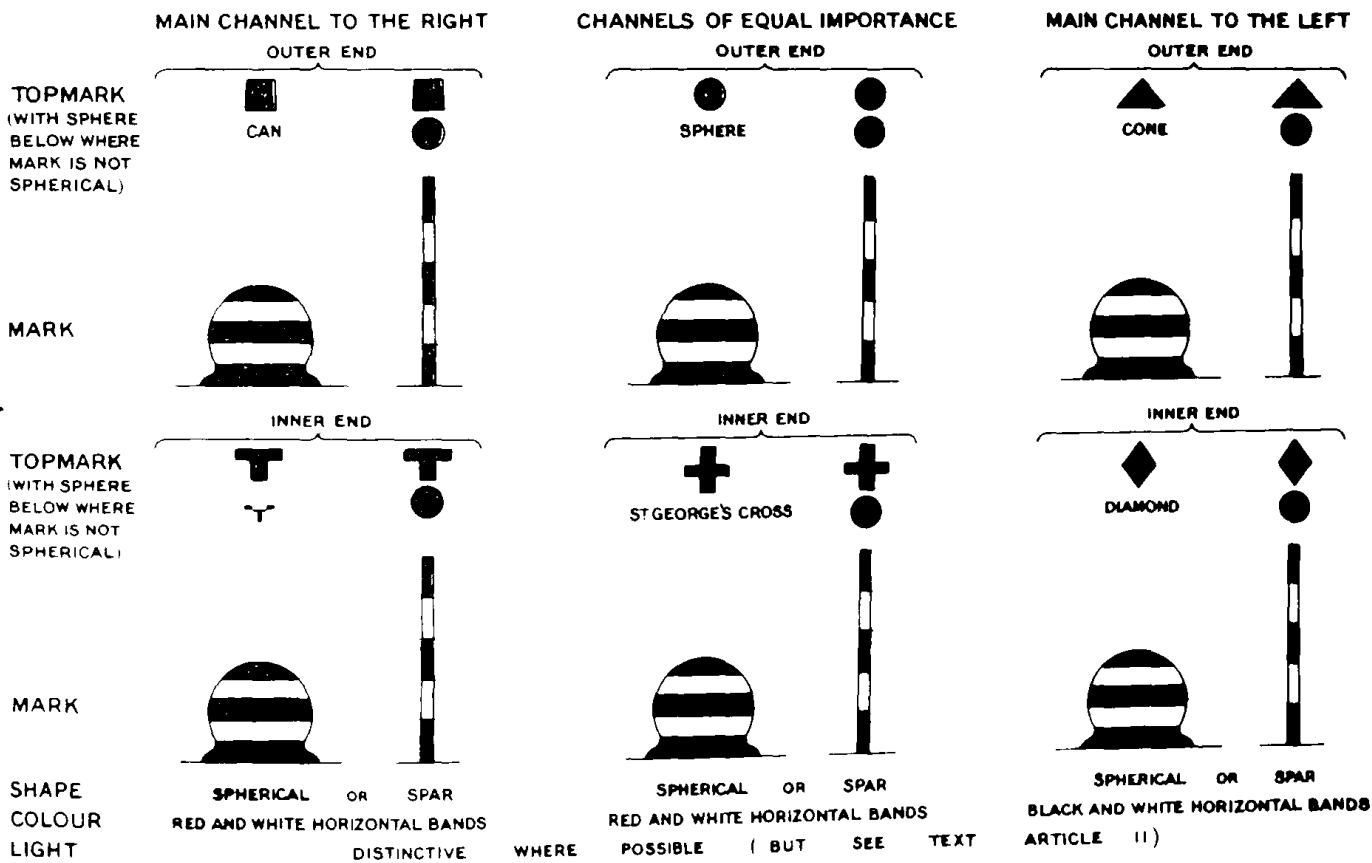 MAIN CHANNEL TO THE RIGHT
CHANNELS OF EQUAL IMPORTANCE
MAIN CHANNEL TO THE LEFT
OUTER END
OUTER END
OUTER END
TOPMARK
(WITH SPHERE
BELOW WHERE
MARK IS NOT
SPHERICAL)
CAN
SPHERE
CONE
MARK
INNER END
INNER END
INNER END
TOPMARK
(WITH SPHERE
BELOW WHERE
MARK IS NOT
SPHERICAL)
"T"
ST GEORGE'S CROSS
DIAMOND
MARK
SHAPE
SPHERICAL OR SPAR
SPHERICAL OR SPAR
SPHERICAL OR SPAR
COLOUR
RED AND WHITE HORIZONTAL BANDS
RED AND WHITE HORIZONTAL BANDS
BLACK AND WHITE HORIZONTAL BANDS
LIGHT
DISTINCTIVE WHERE POSSIBLE (BUT SEE TEXT ARTICLE 11)